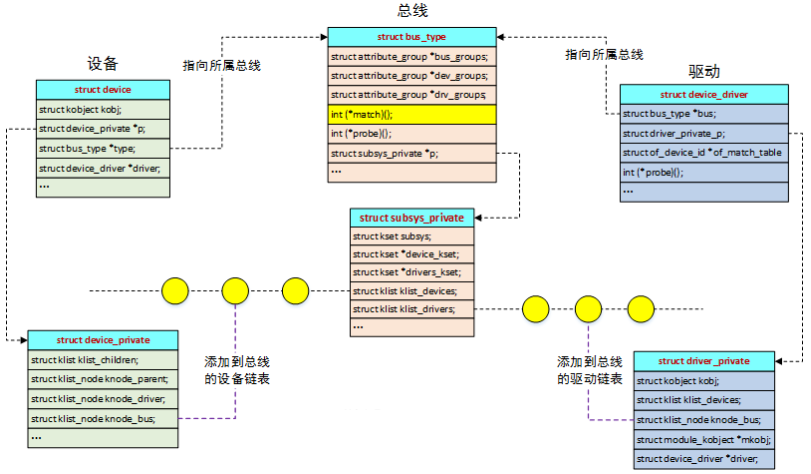 总线
struct bus_type
struct attribute_group *bus_groups;
struct attribute_group *dev_groups;
struct attribute_group *drv_groups;
int (*match)();
int (*probe)();
struct subsys_private *p;
...
设备
指向所属总线
struct device
struct kobject kobj;
struct device_private *p;
struct bus_type *type;
struct device_driver *driver;
...
指向所属总线
驱动
struct device_driver
struct bus_type *bus;
struct driver_private_p;
struct of_device_id *of_match_table
int (*probe)();
...
struct subsys_private
struct kset subsys;
struct kset *device_kset;
struct kset *drivers_kset;
struct klist klist_devices;
struct klist klist_drivers;
...
struct device_private
struct klist klist_children;
struct klist_node knode_parent;
struct klist_node knode_driver;
struct klist_node knode_bus;
...
添加到总线
的设备链表
添加到总线
的驱动链表
struct driver_private
struct kobject kobj;
struct klist klist_devices;
struct klist_node knode_bus;
struct module_kobject *mkobj;
struct device_driver *driver;